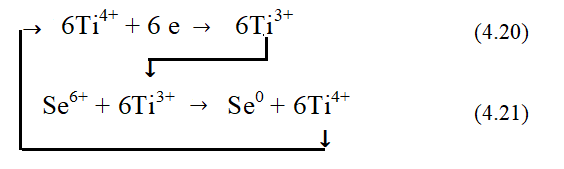 → 6Ti⁴⁺ + 6 e → 6Ti³⁺ (4.20)
Se⁶⁺ + 6Ti³⁺ → Se⁰ + 6Ti⁴⁺ (4.21)